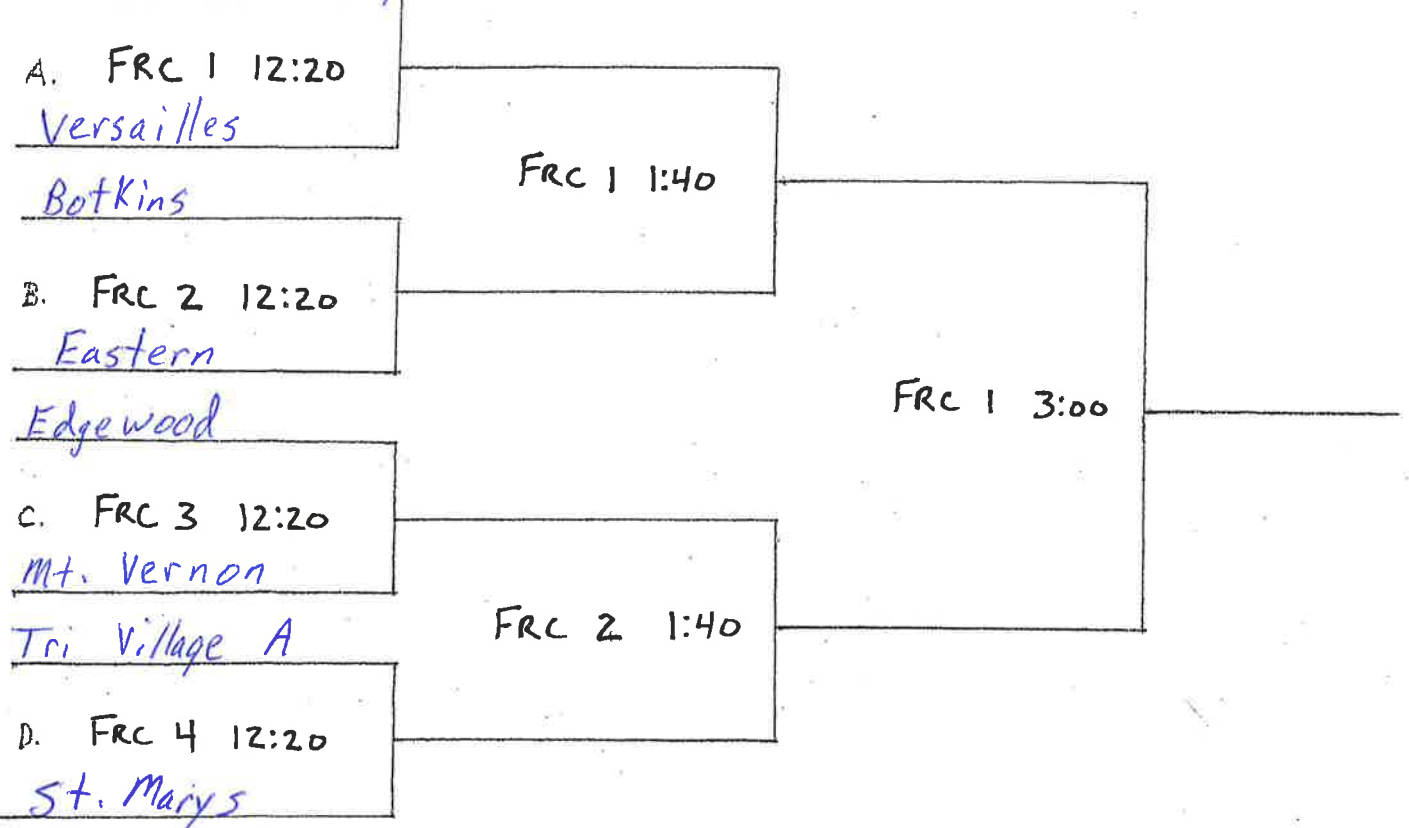 A. FRC 1 12:20
Versailles
FRC 1 1:40
Botkins
B. FRC 2 12:20
Eastern
FRC 1 3:00
Edgewood
C. FRC 3 12:20
Mt. Vernon
FRC 2 1:40
Tri Village A
D. FRC 4 12:20
St. Marys